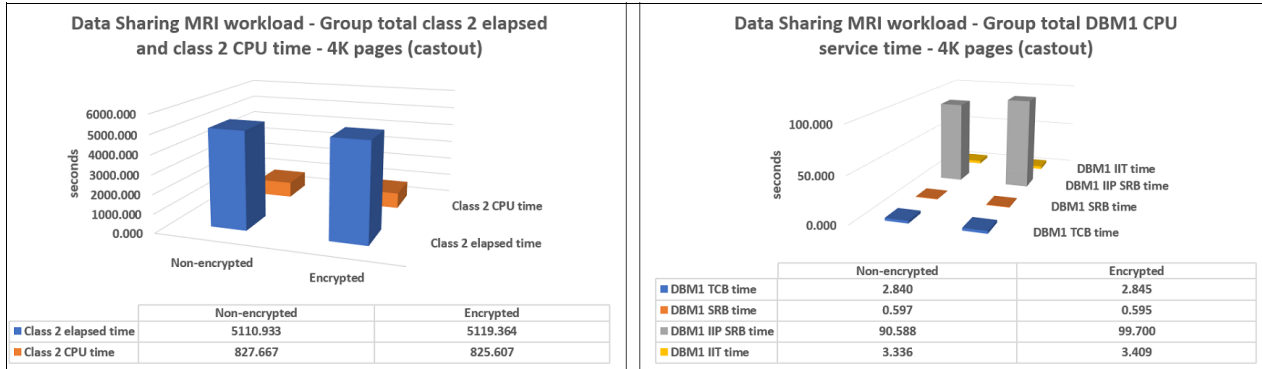 Data Sharing MRI workload - Group total class 2 elapsed
and class 2 CPU time - 4K pages (castout)
6000.000
5000.000
4000.000
3000.000
2000.000
1000.000
0.000
seconds
Class 2 CPU time
Class 2 elapsed time
Non-encrypted
Encrypted
Non-encrypted Encrypted
Class 2 elapsed time 5110.933 5119.364
Class 2 CPU time 827.667 825.607
Data Sharing MRI workload - Group total DBM1 CPU
service time - 4K pages (castout)
100.000
50.000
0.000
seconds
DBM1 IIT time
DBM1 IIP SRB time
DBM1 SRB time
DBM1 TCB time
Non-encrypted Encrypted
DBM1 TCB time 2.840 2.845
DBM1 SRB time 0.597 0.595
DBM1 IIP SRB time 90.588 99.700
DBM1 IIT time 3.336 3.409